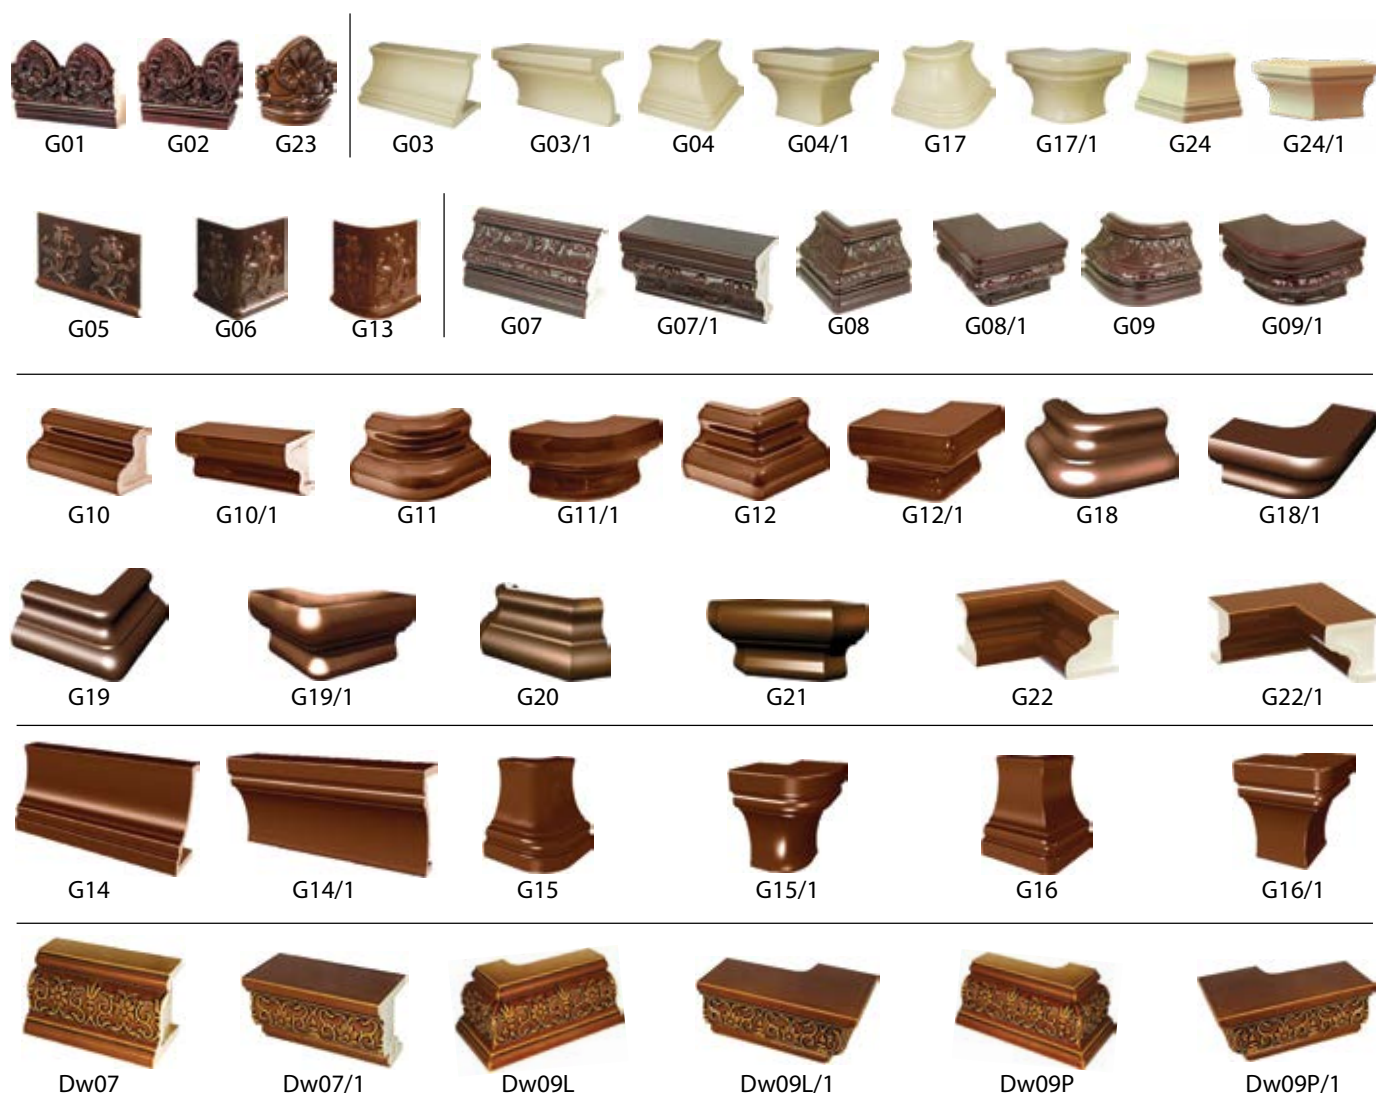 G01 G02 G23 G03 G03/1 G04 G04/1 G17 G17/1 G24 G24/1
G05 G06 G13 G07 G07/1 G08 G08/1 G09 G09/1
G10 G10/1 G11 G11/1 G12 G12/1 G18 G18/1
G19 G19/1 G20 G21 G22 G22/1
G14 G14/1 G15 G15/1 G16 G16/1
Dw07 Dw07/1 Dw09L Dw09L/1 Dw09P Dw09P/1